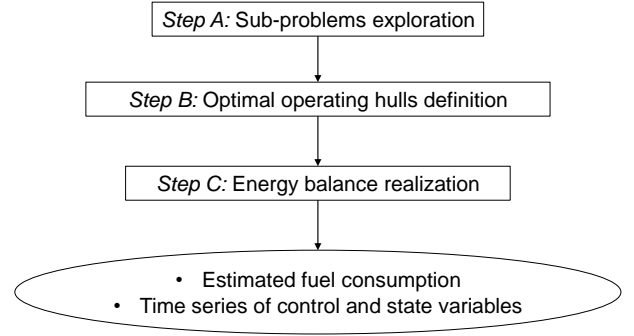 Step A: Sub-problems exploration
Step B: Optimal operating hulls definition
Step C: Energy balance realization
• Estimated fuel consumption
• Time series of control and state variables